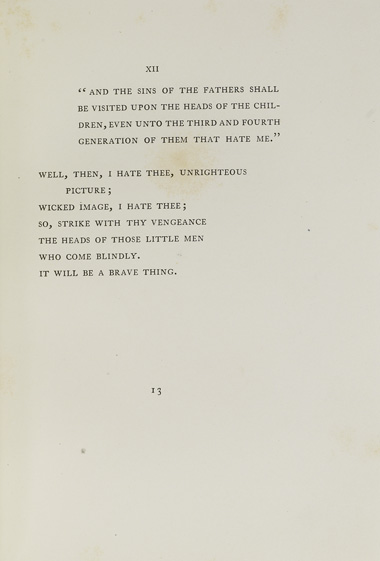 XII
“AND THE SINS OF THE FATHERS SHALL
BE VISITED UPON THE HEADS OF THE CHIL-
DREN, EVEN UNTO THE THIRD AND FOURTH
GENERATION OF THEM THAT HATE ME.”
WELL, THEN, I HATE THEE, UNRIGHTEOUS
PICTURE;
WICKED IMAGE, I HATE THEE;
SO, STRIKE WITH THY VENGEANCE
THE HEADS OF THOSE LITTLE MEN
WHO COME BLINDLY.
IT WILL BE A BRAVE THING.
13